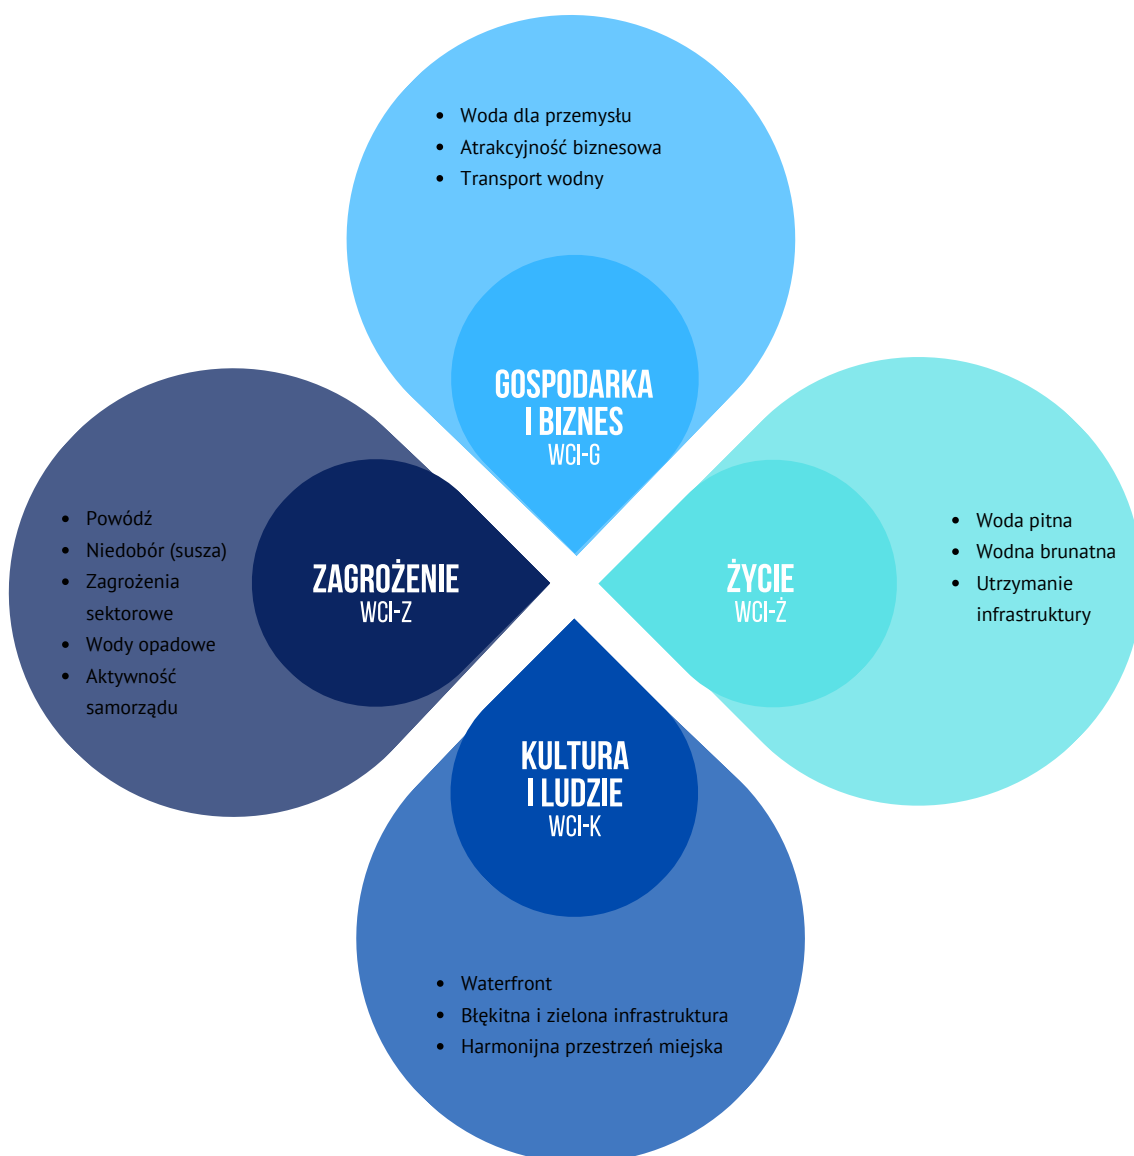 • Woda dla przemysłu
• Atrakcyjność biznesowa
• Transport wodny
GOSPODARKA
I BIZNES
WCI-G
• Powódź
• Niedobór (susza)
• Zagrożenia
sektorowe
• Wody opadowe
• Aktywność
samorządu
ZAGROŻENIE
WCI-Z
ŻYCIE
WCI-Ż
• Woda pitna
• Wodna brunatna
• Utrzymanie
infrastruktury
KULTURA
I LUDZIE
WCI-K
• Waterfront
• Błękitna i zielona infrastruktura
• Harmonijna przestrzeń miejska